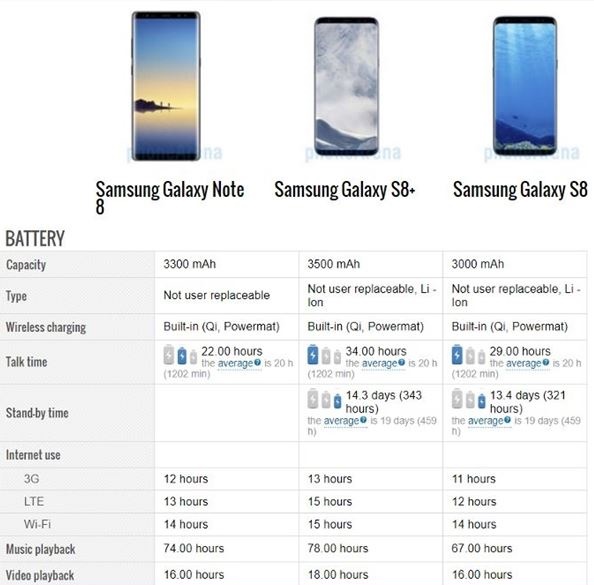 phoneArena phoneArena phoneArena
Samsung Galaxy Note 8 Samsung Galaxy S8+ Samsung Galaxy S8
BATTERY
Capacity 3300 mAh 3500 mAh 3000 mAh
Type Not user replaceable Not user replaceable, Li - Ion Not user replaceable, Li - Ion
Wireless charging Built-in (Qi, Powermat) Built-in (Qi, Powermat) Built-in (Qi, Powermat)
Talk time 22.00 hours the average? is 20 h (1202 min) 34.00 hours the average? is 20 h (1202 min) 29.00 hours the average? is 20 h (1202 min)
Stand-by time 14.3 days (343 hours) the average? is 19 days (459 h) 13.4 days (321 hours) the average? is 19 days (459 h)
Internet use
3G 12 hours 13 hours 11 hours
LTE 13 hours 15 hours 12 hours
Wi-Fi 14 hours 15 hours 14 hours
Music playback 74.00 hours 78.00 hours 67.00 hours
Video playback 16.00 hours 18.00 hours 16.00 hours